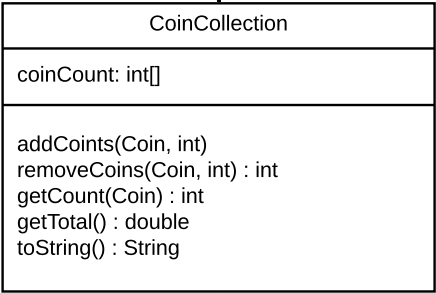 CoinCollection
coinCount: int[]
addCoints(Coin, int)
removeCoins(Coin, int) : int
getCount(Coin) : int
getTotal() : double
toString() : String